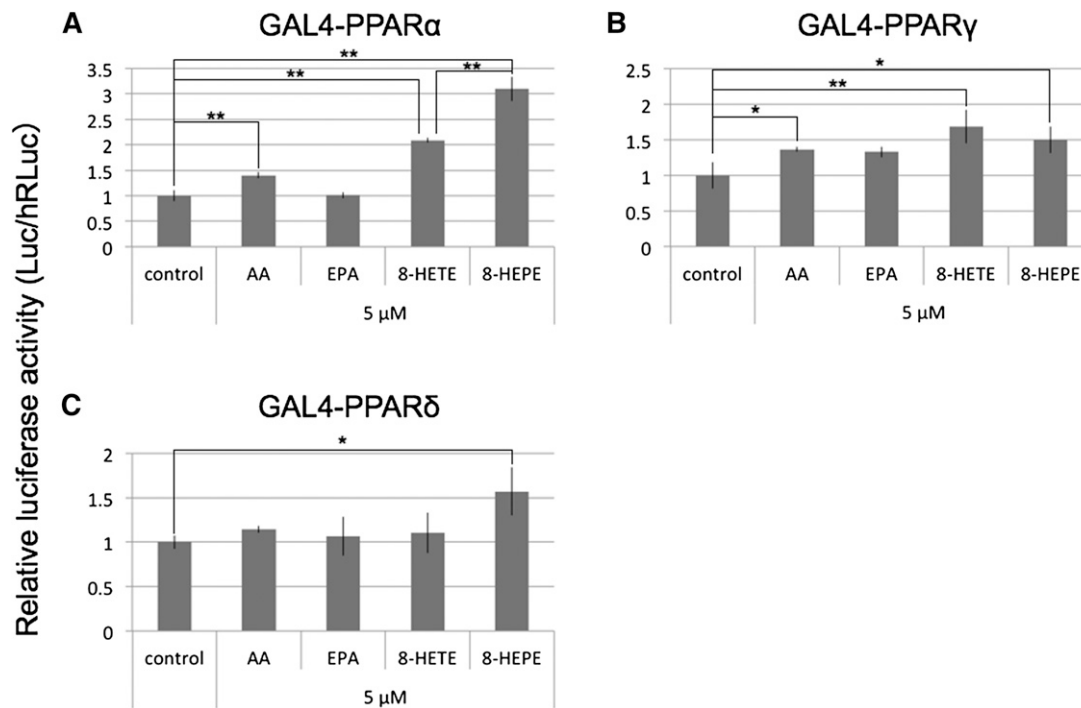 Relative luciferase activity (Luc/hRLuc)
A
GAL4-PPARα
**
**
**
**
3.5
3
2.5
2
1.5
1
0.5
0
control AA EPA 8-HETE 8-HEPE
5 μM
B
GAL4-PPARγ
*
**
*
2.5
2
1.5
1
0.5
0
control AA EPA 8-HETE 8-HEPE
5 μM
C
GAL4-PPARδ
*
2
1.5
1
0.5
0
control AA EPA 8-HETE 8-HEPE
5 μM